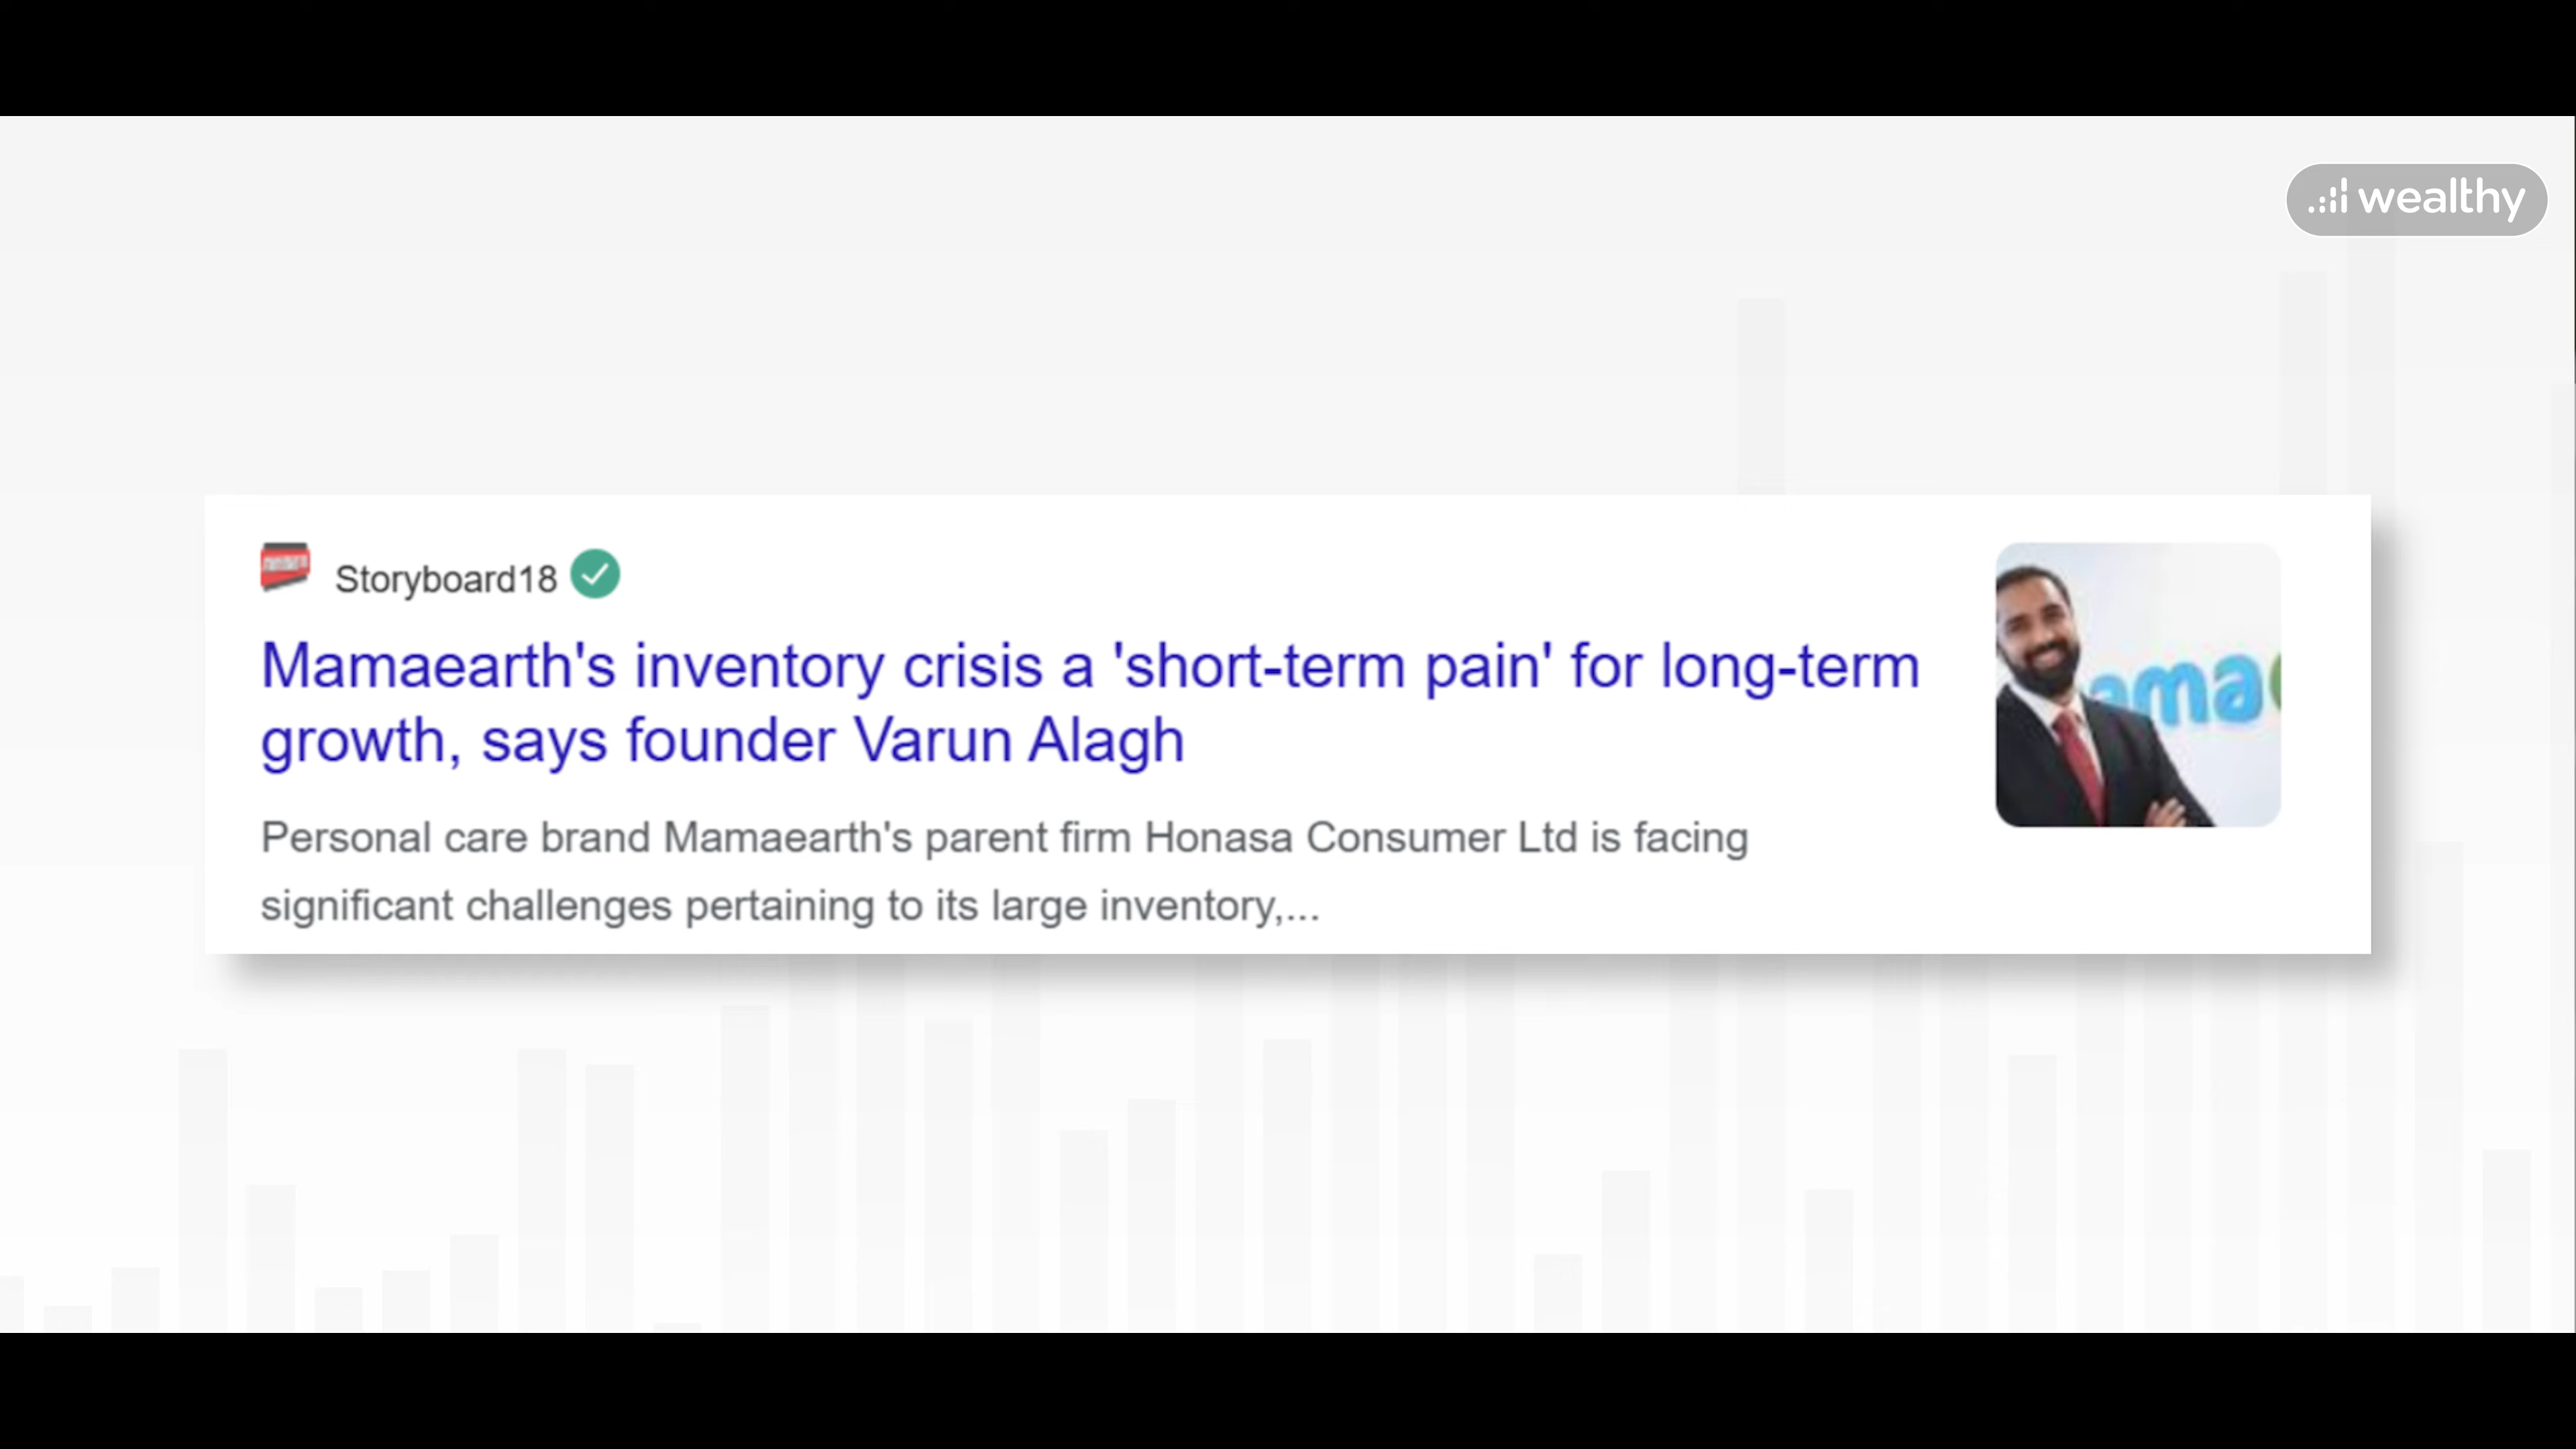 wealthy
Storyboard18
Mamaearth's inventory crisis a 'short-term pain' for long-term
growth, says founder Varun Alagh
Personal care brand Mamaearth's parent firm Honasa Consumer Ltd is facing
significant challenges pertaining to its large inventory,...
ama